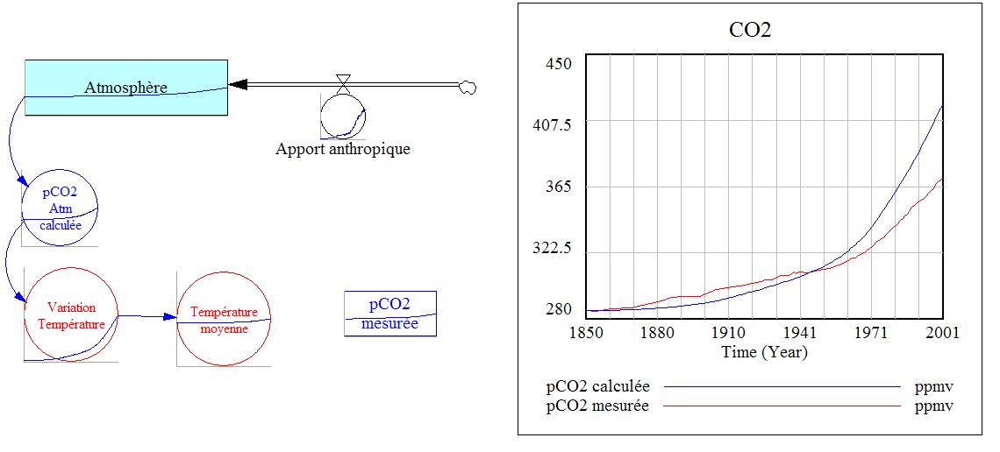 Atmosphère
Apport anthropique
pCO2
Atm
calculée
Variation
Température
Température
moyenne
pCO2
mesurée
CO2
450
407.5
365
322.5
280
1850
1880
1910
1941
1971
2001
Time (Year)
pCO2 calculée
ppmv
pCO2 mesurée
ppmv